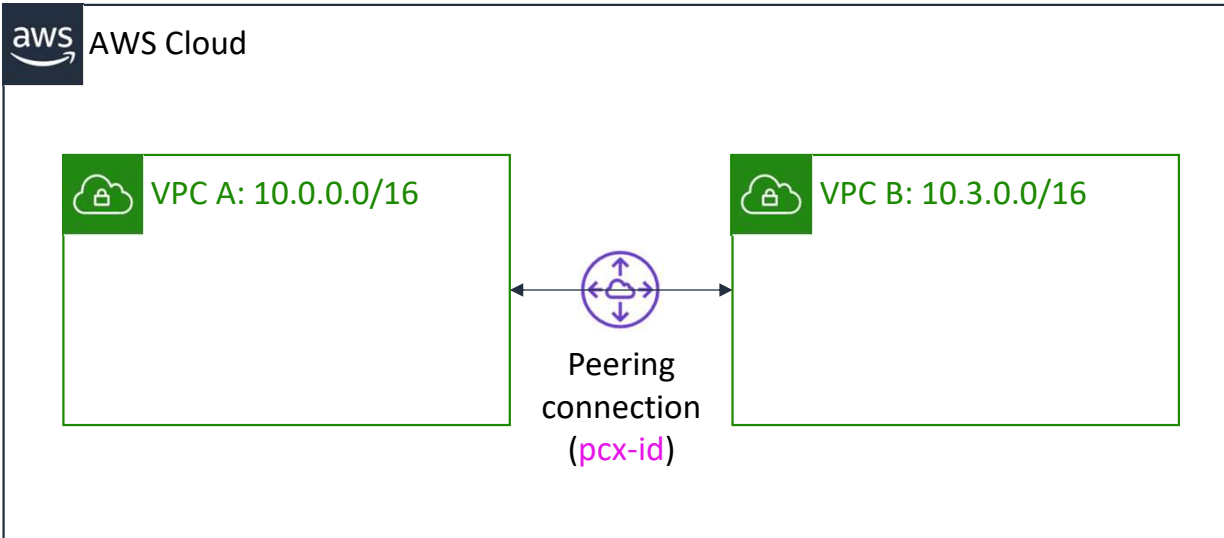 aws
AWS Cloud
VPC A: 10.0.0.0/16
VPC B: 10.3.0.0/16
Peering
connection
(pcx-id)